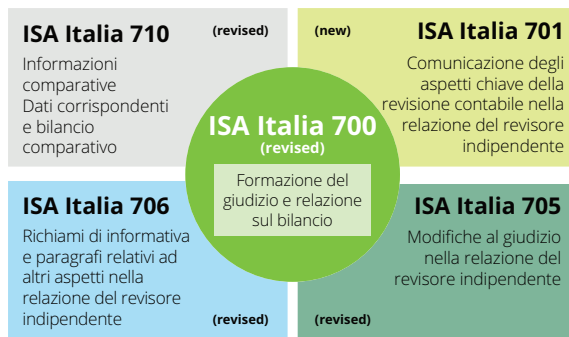 ISA Italia 710 (revised)
Informazioni
comparative
Dati corrispondenti
e bilancio
comparativo
(new) ISA Italia 701
Comunicazione degli
aspetti chiave della
revisione contabile nella
relazione del revisore
indipendente
ISA Italia 700
(revised)
Formazione del
giudizio e relazione
sul bilancio
ISA Italia 706
Richiami di informativa
e paragrafi relativi ad
altri aspetti nella
relazione del revisore
indipendente (revised)
ISA Italia 705
Modifiche al giudizio
nella relazione del
revisore indipendente
(revised)